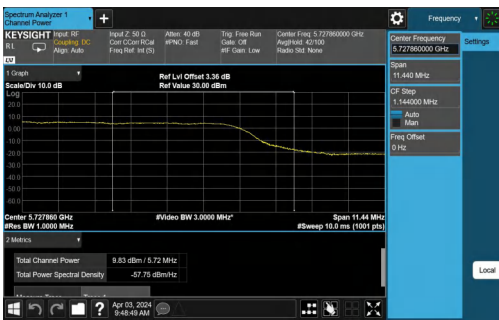 Spectrum Analyzer 1
Channel Power
+
Frequency
KEYSIGHT
Input: RF
Input Z: 50 Ω
Atten: 40 dB
Trig: Free Run
Center Freq: 5.727860000 GHz
RL
Coupling: DC
Corr CCorr RCal
#PNO: Fast
Gate: Off
Avg|Hold: 42/100
Align: Auto
Freq Ref: Int (S)
#IF Gain: Low
Radio Std: None
Center Frequency
Settings
5.727860000 GHz
Span
11.440 MHz
CF Step
1.144000 MHz
Auto
Man
Freq Offset
0 Hz
1 Graph
Ref Lvl Offset 3.36 dB
Scale/Div 10.0 dB
Ref Value 30.00 dBm
Log
20.0
10.0
0.00
-10.0
-20.0
-30.0
-40.0
-50.0
-60.0
Center 5.727860 GHz
#Video BW 3.0000 MHz*
Span 11.44 MHz
#Res BW 1.0000 MHz
#Sweep 10.0 ms (1001 pts)
2 Metrics
Total Channel Power
9.83 dBm / 5.72 MHz
Total Power Spectral Density
-57.75 dBm/Hz
Local
?
Apr 03, 2024
9:48:49 AM